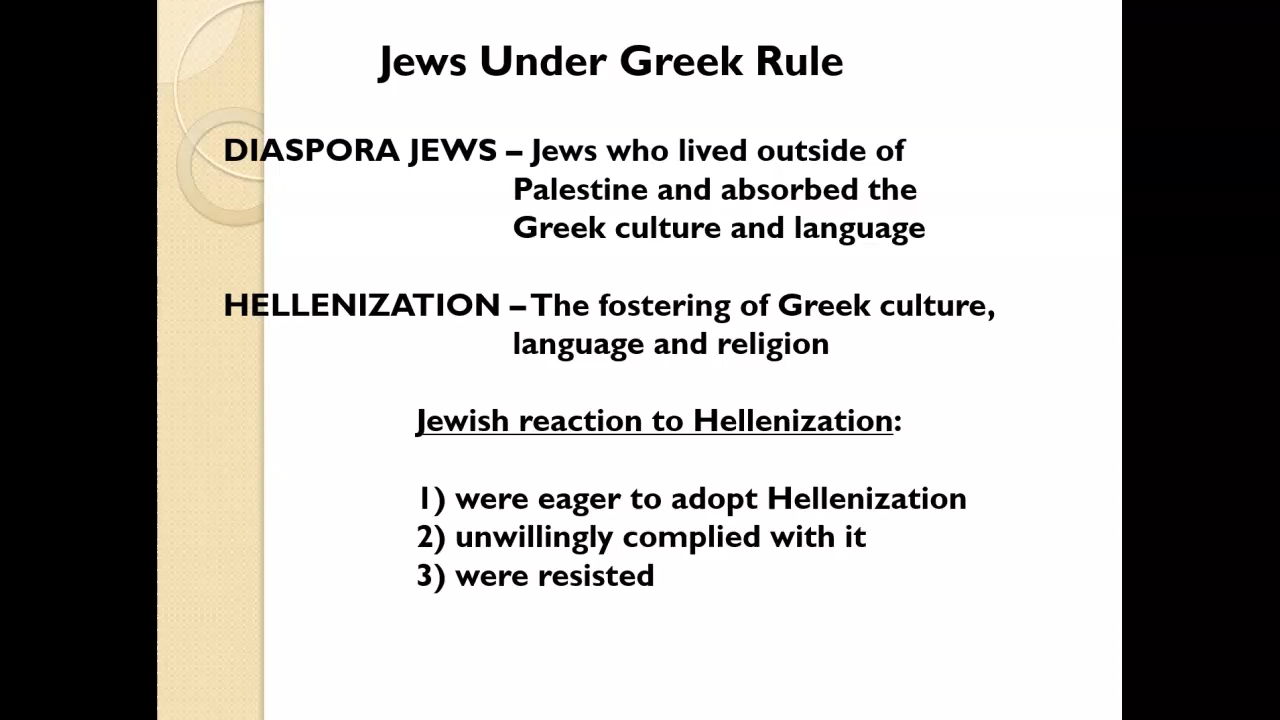 Jews Under Greek Rule
DIASPORA JEWS – Jews who lived outside of
Palestine and absorbed the
Greek culture and language
HELLENIZATION – The fostering of Greek culture,
language and religion
Jewish reaction to Hellenization:
1) were eager to adopt Hellenization
2) unwillingly complied with it
3) were resisted